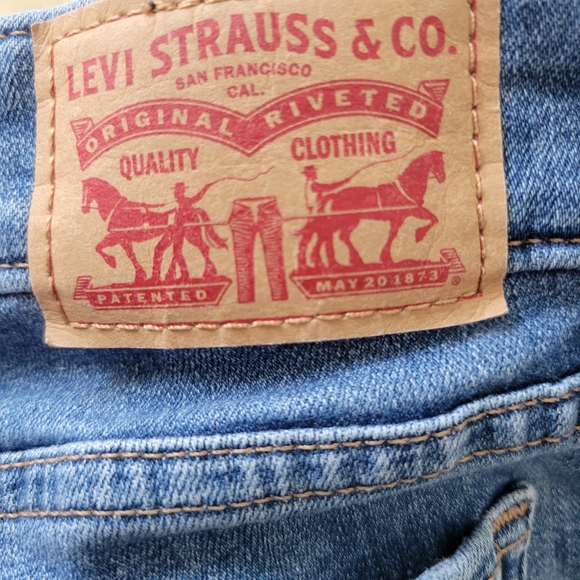 LEVI STRAUSS & CO.
SAN FRANCISCO
CAL.
ORIGINAL RIVETED
QUALITY CLOTHING
PATENTED MAY 20 1873
®